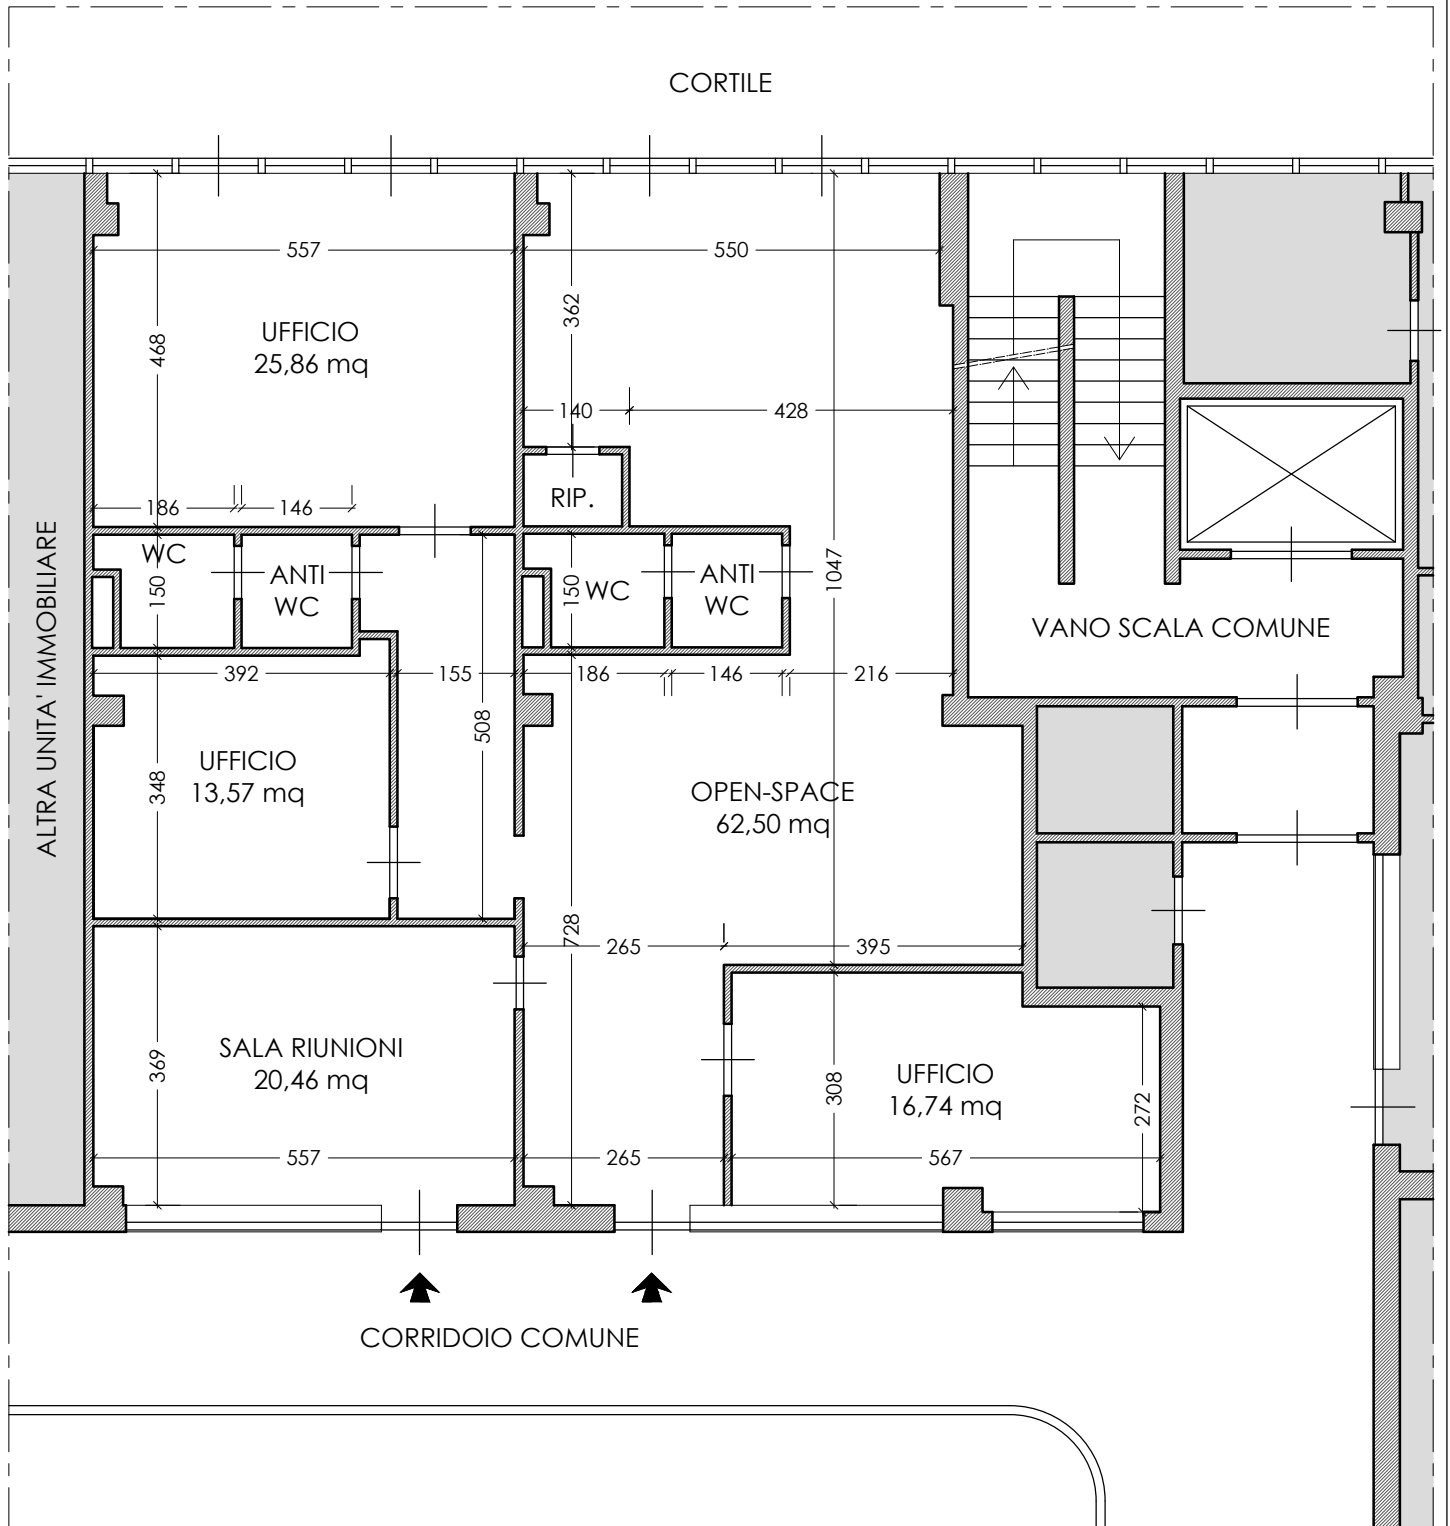 CORTILE
557
550
362
468
UFFICIO
25,86 mq
140
428
186
146
RIP.
WC
150
ANTI
WC
150
WC
ANTI
WC
1047
VANO SCALA COMUNE
ALTRA UNITA' IMMOBILIARE
392
155
186
146
216
508
348
UFFICIO
13,57 mq
OPEN-SPACE
62,50 mq
728
265
395
SALA RIUNIONI
20,46 mq
369
308
UFFICIO
16,74 mq
272
557
265
567
CORRIDOIO COMUNE